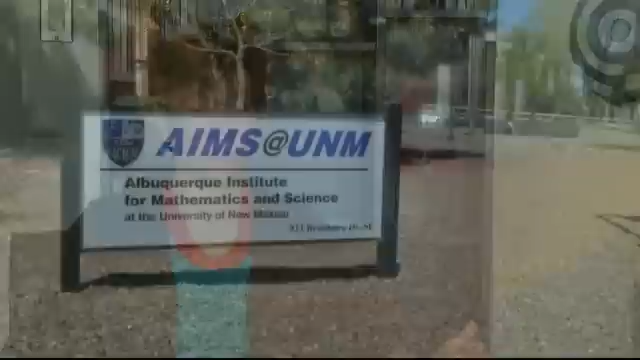 AIMS@UNM
Albuquerque Institute
for Mathematics and Science
at the University of New Mexico